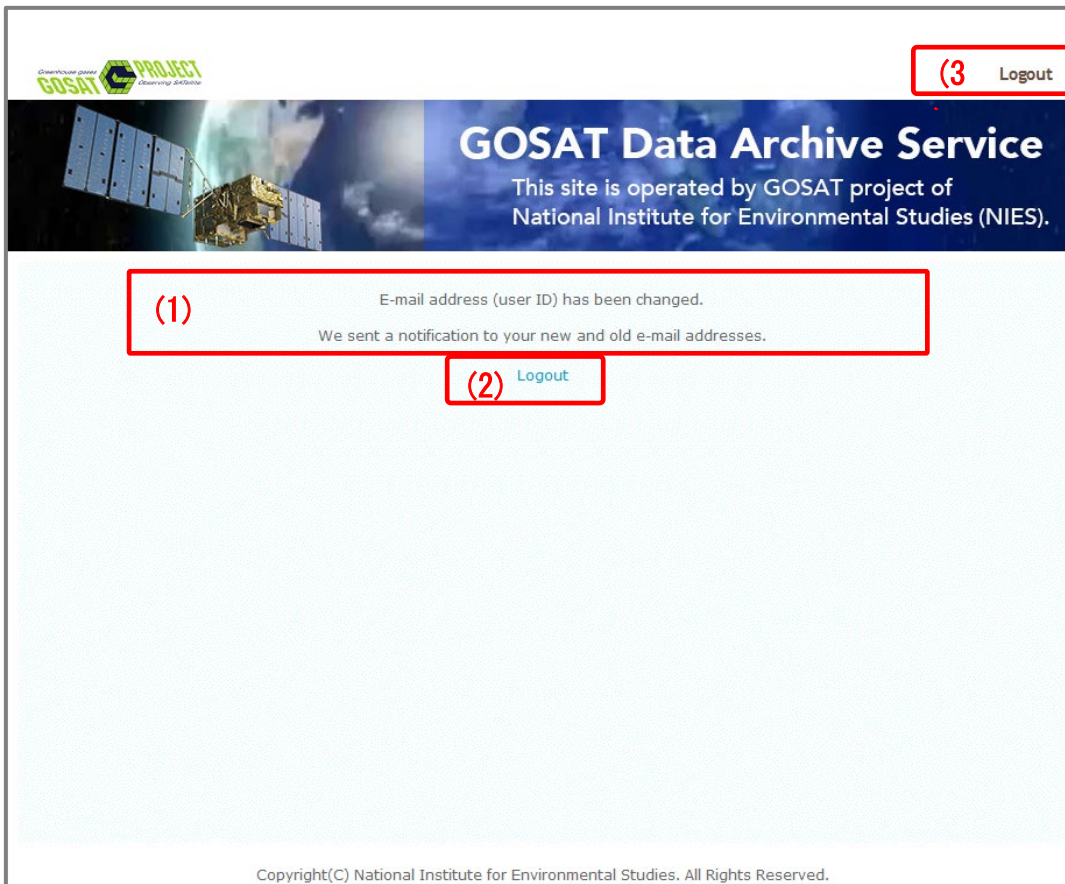 Greenhouse gases
GOSAT PROJECT
Observing SATellite
(3 Logout
GOSAT Data Archive Service
This site is operated by GOSAT project of
National Institute for Environmental Studies (NIES).
(1)
E-mail address (user ID) has been changed.
We sent a notification to your new and old e-mail addresses.
(2) Logout
Copyright(C) National Institute for Environmental Studies. All Rights Reserved.